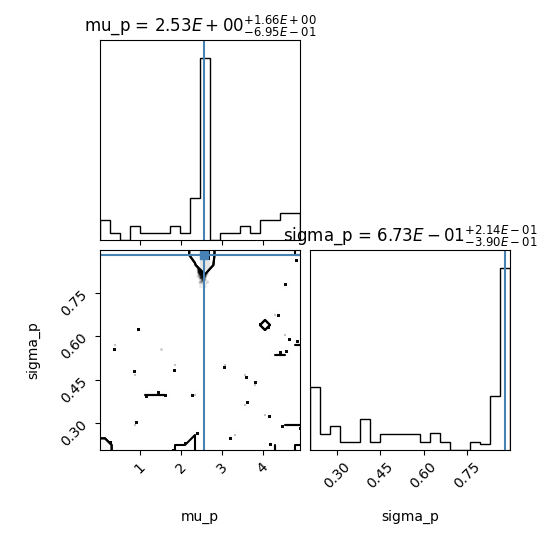 mu_p = 2.53E+00+1.66E+00−6.95E−01
sigma_p = 6.73E−01+2.14E−01−3.90E−01
sigma_p
0.75
0.60
0.45
0.30
1 2 3 4
0.30 0.45 0.60 0.75
mu_p
sigma_p